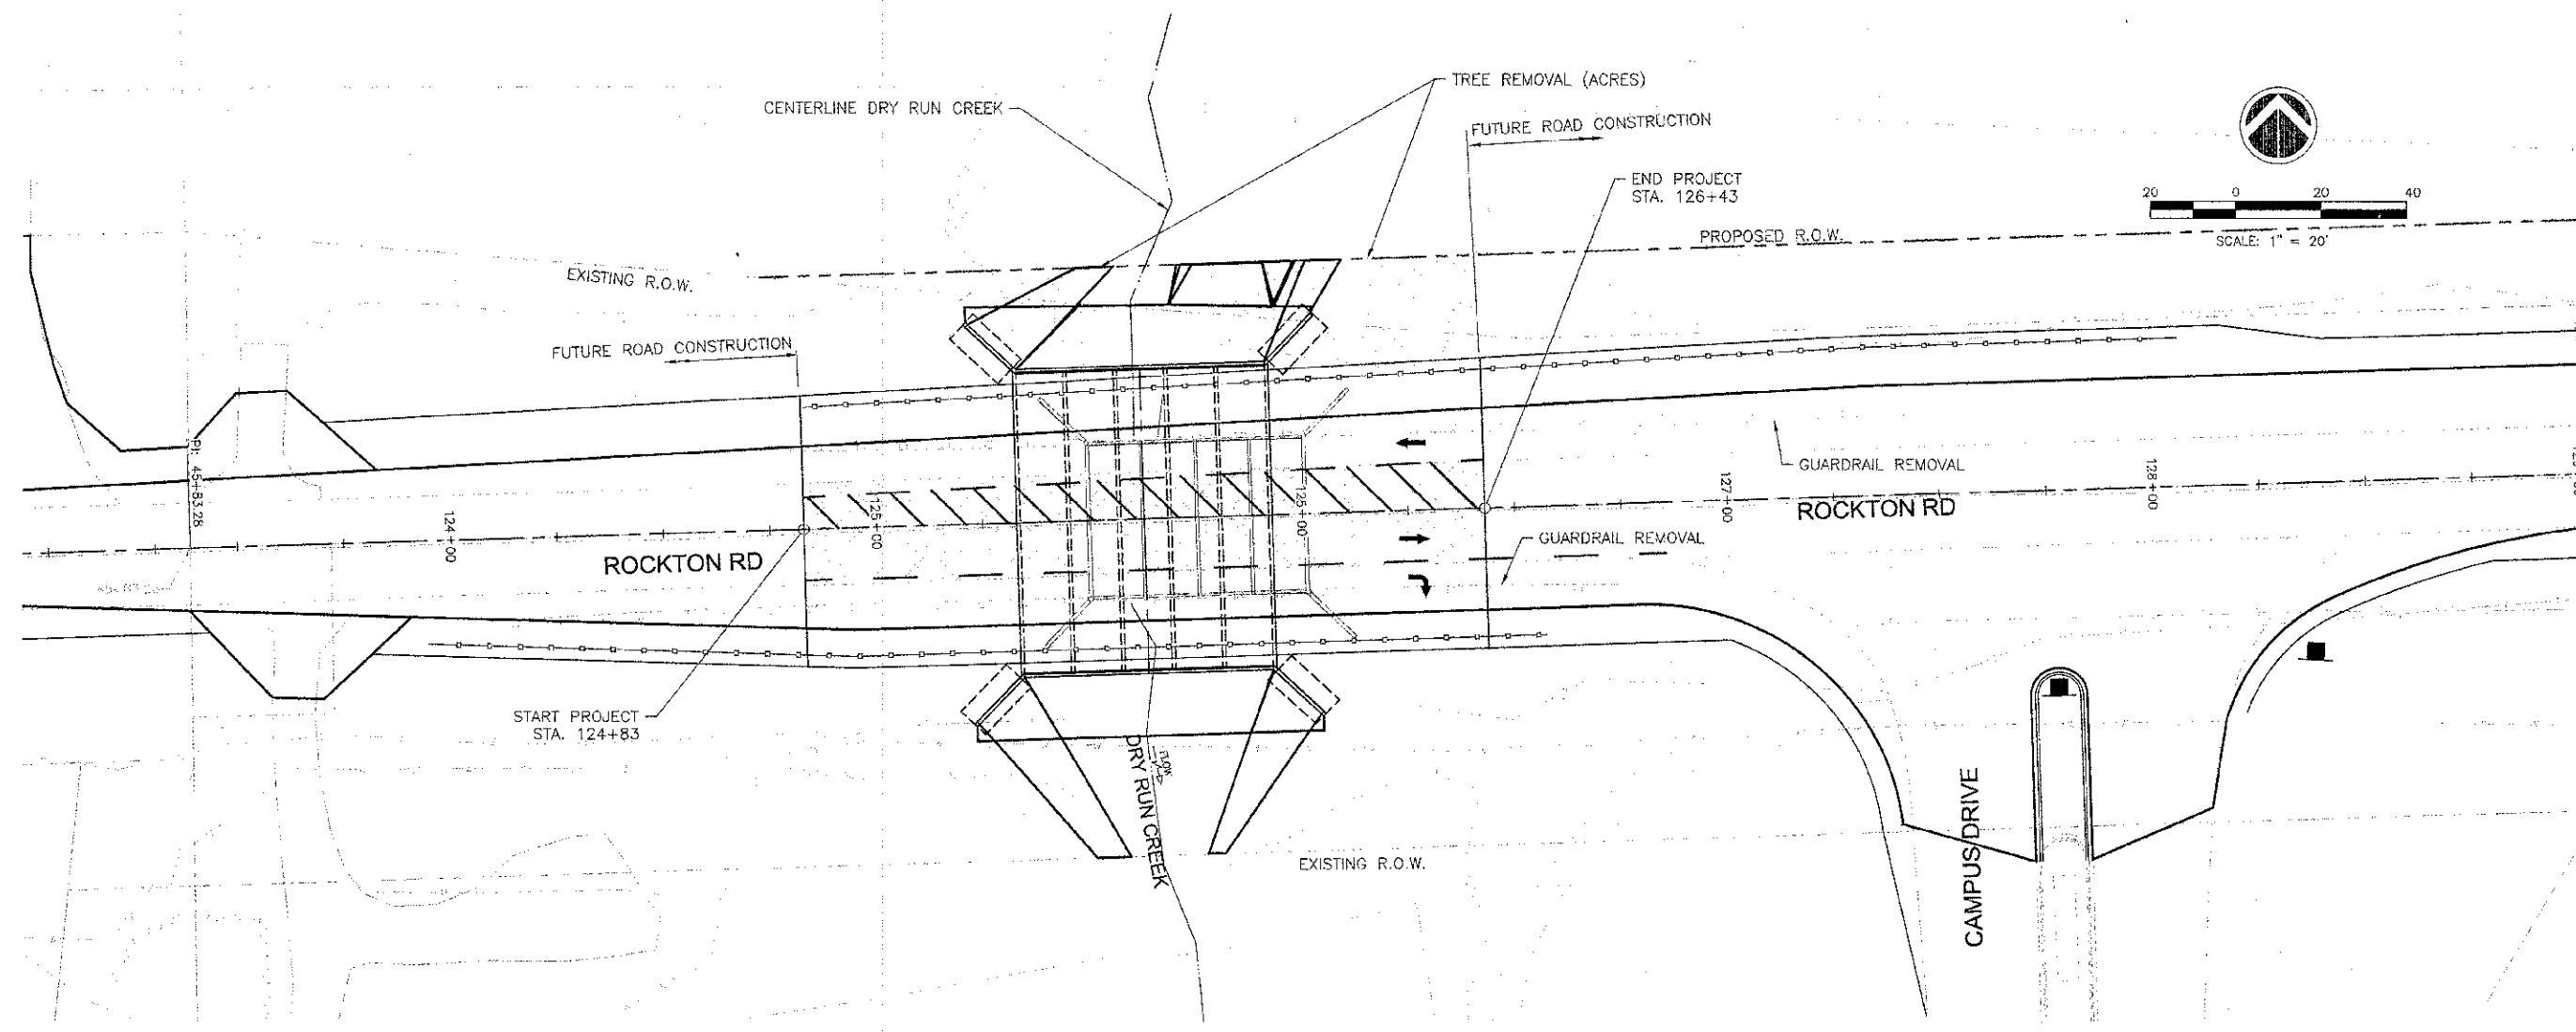 TREE REMOVAL (ACRES)
CENTERLINE DRY RUN CREEK
FUTURE ROAD CONSTRUCTION
END PROJECT
STA. 126+43
20 0 20 40
SCALE: 1" = 20'
PROPOSED R.O.W.
EXISTING R.O.W.
FUTURE ROAD CONSTRUCTION
PI: 45+83.28
124+00
125+00
127+00
128+00
GUARDRAIL REMOVAL
ROCKTON RD
ROCKTON RD
GUARDRAIL REMOVAL
START PROJECT
STA. 124+83
FLOW
DRY RUN CREEK
EXISTING R.O.W.
CAMPUS DRIVE